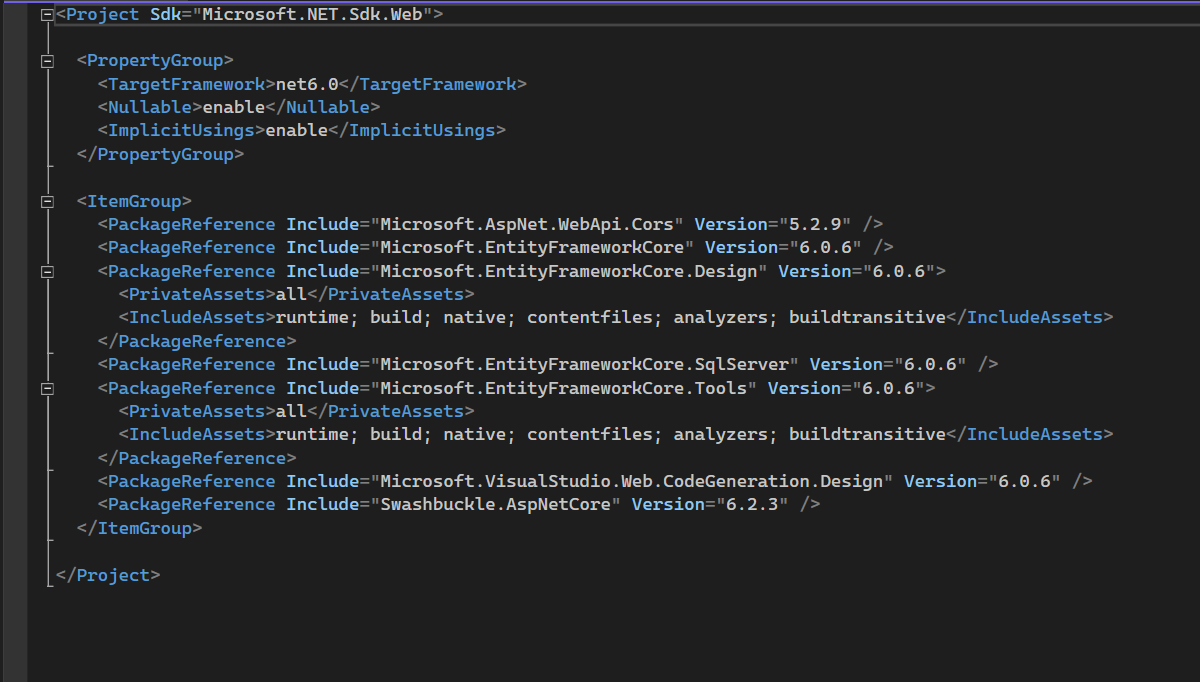 <Project Sdk="Microsoft.NET.Sdk.Web">
<PropertyGroup>
<TargetFramework>net6.0</TargetFramework>
<Nullable>enable</Nullable>
<ImplicitUsings>enable</ImplicitUsings>
</PropertyGroup>
<ItemGroup>
<PackageReference Include="Microsoft.AspNet.WebApi.Cors" Version="5.2.9" />
<PackageReference Include="Microsoft.EntityFrameworkCore" Version="6.0.6" />
<PackageReference Include="Microsoft.EntityFrameworkCore.Design" Version="6.0.6">
<PrivateAssets>all</PrivateAssets>
<IncludeAssets>runtime; build; native; contentfiles; analyzers; buildtransitive</IncludeAssets>
</PackageReference>
<PackageReference Include="Microsoft.EntityFrameworkCore.SqlServer" Version="6.0.6" />
<PackageReference Include="Microsoft.EntityFrameworkCore.Tools" Version="6.0.6">
<PrivateAssets>all</PrivateAssets>
<IncludeAssets>runtime; build; native; contentfiles; analyzers; buildtransitive</IncludeAssets>
</PackageReference>
<PackageReference Include="Microsoft.VisualStudio.Web.CodeGeneration.Design" Version="6.0.6" />
<PackageReference Include="Swashbuckle.AspNetCore" Version="6.2.3" />
</ItemGroup>
</Project>